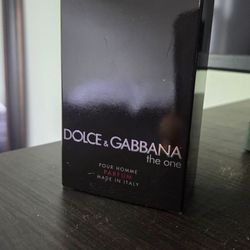 DOLCE & GABBANA
the one
POUR HOMME
PARFUM
MADE IN ITALY